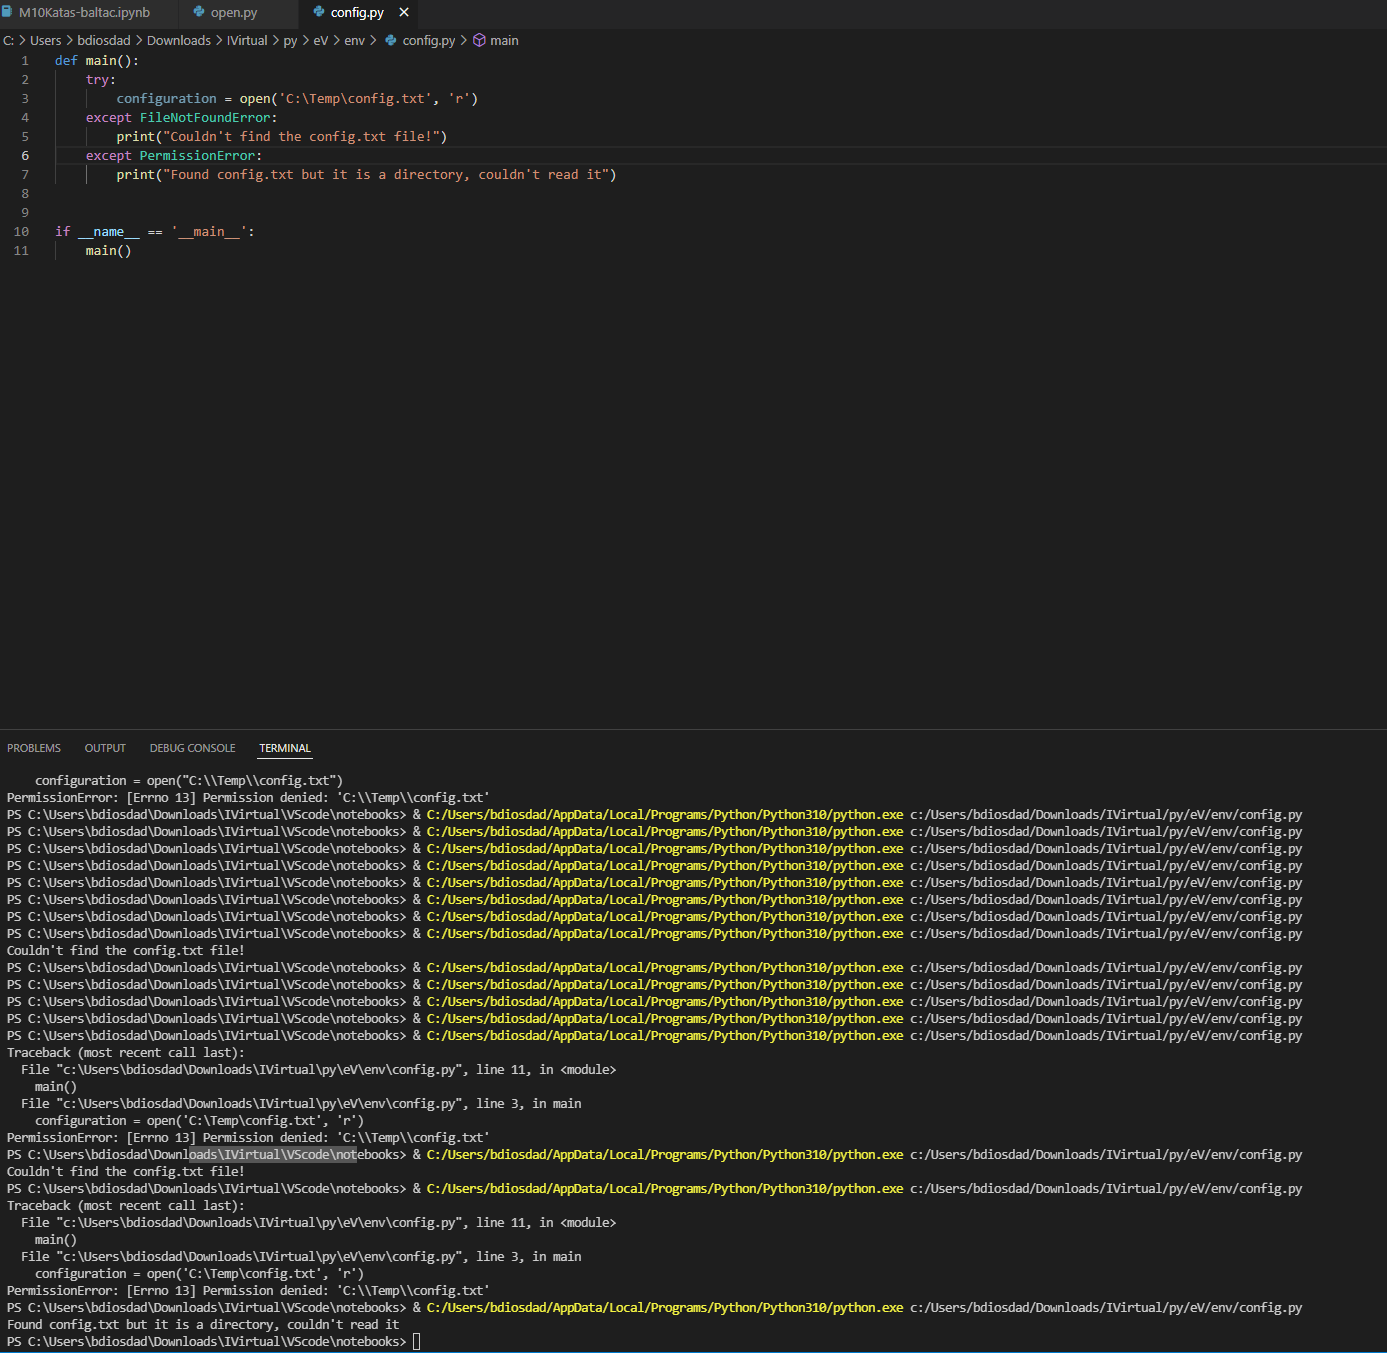 M10Katas-baltac.ipynb open.py config.py
C: > Users > bdiosdad > Downloads > IVirtual > py > eV > env > config.py > main
1 def main():
2 try:
3 configuration = open('C:\Temp\config.txt', 'r')
4 except FileNotFoundError:
5 print("Couldn't find the config.txt file!")
6 except PermissionError:
7 print("Found config.txt but it is a directory, couldn't read it")
8
9
10 if __name__ == '__main__':
11 main()
PROBLEMS OUTPUT DEBUG CONSOLE TERMINAL
configuration = open("C:\\Temp\\config.txt")
PermissionError: [Errno 13] Permission denied: 'C:\\Temp\\config.txt'
PS C:\Users\bdiosdad\Downloads\IVirtual\VScode\notebooks> & C:/Users/bdiosdad/AppData/Local/Programs/Python/Python310/python.exe c:/Users/bdiosdad/Downloads/IVirtual/py/eV/env/config.py
PS C:\Users\bdiosdad\Downloads\IVirtual\VScode\notebooks> & C:/Users/bdiosdad/AppData/Local/Programs/Python/Python310/python.exe c:/Users/bdiosdad/Downloads/IVirtual/py/eV/env/config.py
PS C:\Users\bdiosdad\Downloads\IVirtual\VScode\notebooks> & C:/Users/bdiosdad/AppData/Local/Programs/Python/Python310/python.exe c:/Users/bdiosdad/Downloads/IVirtual/py/eV/env/config.py
PS C:\Users\bdiosdad\Downloads\IVirtual\VScode\notebooks> & C:/Users/bdiosdad/AppData/Local/Programs/Python/Python310/python.exe c:/Users/bdiosdad/Downloads/IVirtual/py/eV/env/config.py
PS C:\Users\bdiosdad\Downloads\IVirtual\VScode\notebooks> & C:/Users/bdiosdad/AppData/Local/Programs/Python/Python310/python.exe c:/Users/bdiosdad/Downloads/IVirtual/py/eV/env/config.py
PS C:\Users\bdiosdad\Downloads\IVirtual\VScode\notebooks> & C:/Users/bdiosdad/AppData/Local/Programs/Python/Python310/python.exe c:/Users/bdiosdad/Downloads/IVirtual/py/eV/env/config.py
PS C:\Users\bdiosdad\Downloads\IVirtual\VScode\notebooks> & C:/Users/bdiosdad/AppData/Local/Programs/Python/Python310/python.exe c:/Users/bdiosdad/Downloads/IVirtual/py/eV/env/config.py
PS C:\Users\bdiosdad\Downloads\IVirtual\VScode\notebooks> & C:/Users/bdiosdad/AppData/Local/Programs/Python/Python310/python.exe c:/Users/bdiosdad/Downloads/IVirtual/py/eV/env/config.py
Couldn't find the config.txt file!
PS C:\Users\bdiosdad\Downloads\IVirtual\VScode\notebooks> & C:/Users/bdiosdad/AppData/Local/Programs/Python/Python310/python.exe c:/Users/bdiosdad/Downloads/IVirtual/py/eV/env/config.py
PS C:\Users\bdiosdad\Downloads\IVirtual\VScode\notebooks> & C:/Users/bdiosdad/AppData/Local/Programs/Python/Python310/python.exe c:/Users/bdiosdad/Downloads/IVirtual/py/eV/env/config.py
PS C:\Users\bdiosdad\Downloads\IVirtual\VScode\notebooks> & C:/Users/bdiosdad/AppData/Local/Programs/Python/Python310/python.exe c:/Users/bdiosdad/Downloads/IVirtual/py/eV/env/config.py
PS C:\Users\bdiosdad\Downloads\IVirtual\VScode\notebooks> & C:/Users/bdiosdad/AppData/Local/Programs/Python/Python310/python.exe c:/Users/bdiosdad/Downloads/IVirtual/py/eV/env/config.py
PS C:\Users\bdiosdad\Downloads\IVirtual\VScode\notebooks> & C:/Users/bdiosdad/AppData/Local/Programs/Python/Python310/python.exe c:/Users/bdiosdad/Downloads/IVirtual/py/eV/env/config.py
Traceback (most recent call last):
File "c:\Users\bdiosdad\Downloads\IVirtual\py\eV\env\config.py", line 11, in <module>
main()
File "c:\Users\bdiosdad\Downloads\IVirtual\py\eV\env\config.py", line 3, in main
configuration = open('C:\Temp\config.txt', 'r')
PermissionError: [Errno 13] Permission denied: 'C:\\Temp\\config.txt'
PS C:\Users\bdiosdad\Downloads\IVirtual\VScode\notebooks> & C:/Users/bdiosdad/AppData/Local/Programs/Python/Python310/python.exe c:/Users/bdiosdad/Downloads/IVirtual/py/eV/env/config.py
Couldn't find the config.txt file!
PS C:\Users\bdiosdad\Downloads\IVirtual\VScode\notebooks> & C:/Users/bdiosdad/AppData/Local/Programs/Python/Python310/python.exe c:/Users/bdiosdad/Downloads/IVirtual/py/eV/env/config.py
Traceback (most recent call last):
File "c:\Users\bdiosdad\Downloads\IVirtual\py\eV\env\config.py", line 11, in <module>
main()
File "c:\Users\bdiosdad\Downloads\IVirtual\py\eV\env\config.py", line 3, in main
configuration = open('C:\Temp\config.txt', 'r')
PermissionError: [Errno 13] Permission denied: 'C:\\Temp\\config.txt'
PS C:\Users\bdiosdad\Downloads\IVirtual\VScode\notebooks> & C:/Users/bdiosdad/AppData/Local/Programs/Python/Python310/python.exe c:/Users/bdiosdad/Downloads/IVirtual/py/eV/env/config.py
Found config.txt but it is a directory, couldn't read it
PS C:\Users\bdiosdad\Downloads\IVirtual\VScode\notebooks>